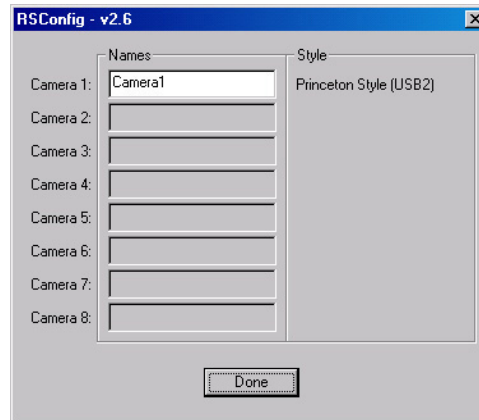 RSConfig - v2.6
Names Style
Camera 1: Camera1 Princeton Style (USB2)
Camera 2:
Camera 3:
Camera 4:
Camera 5:
Camera 6:
Camera 7:
Camera 8:
Done